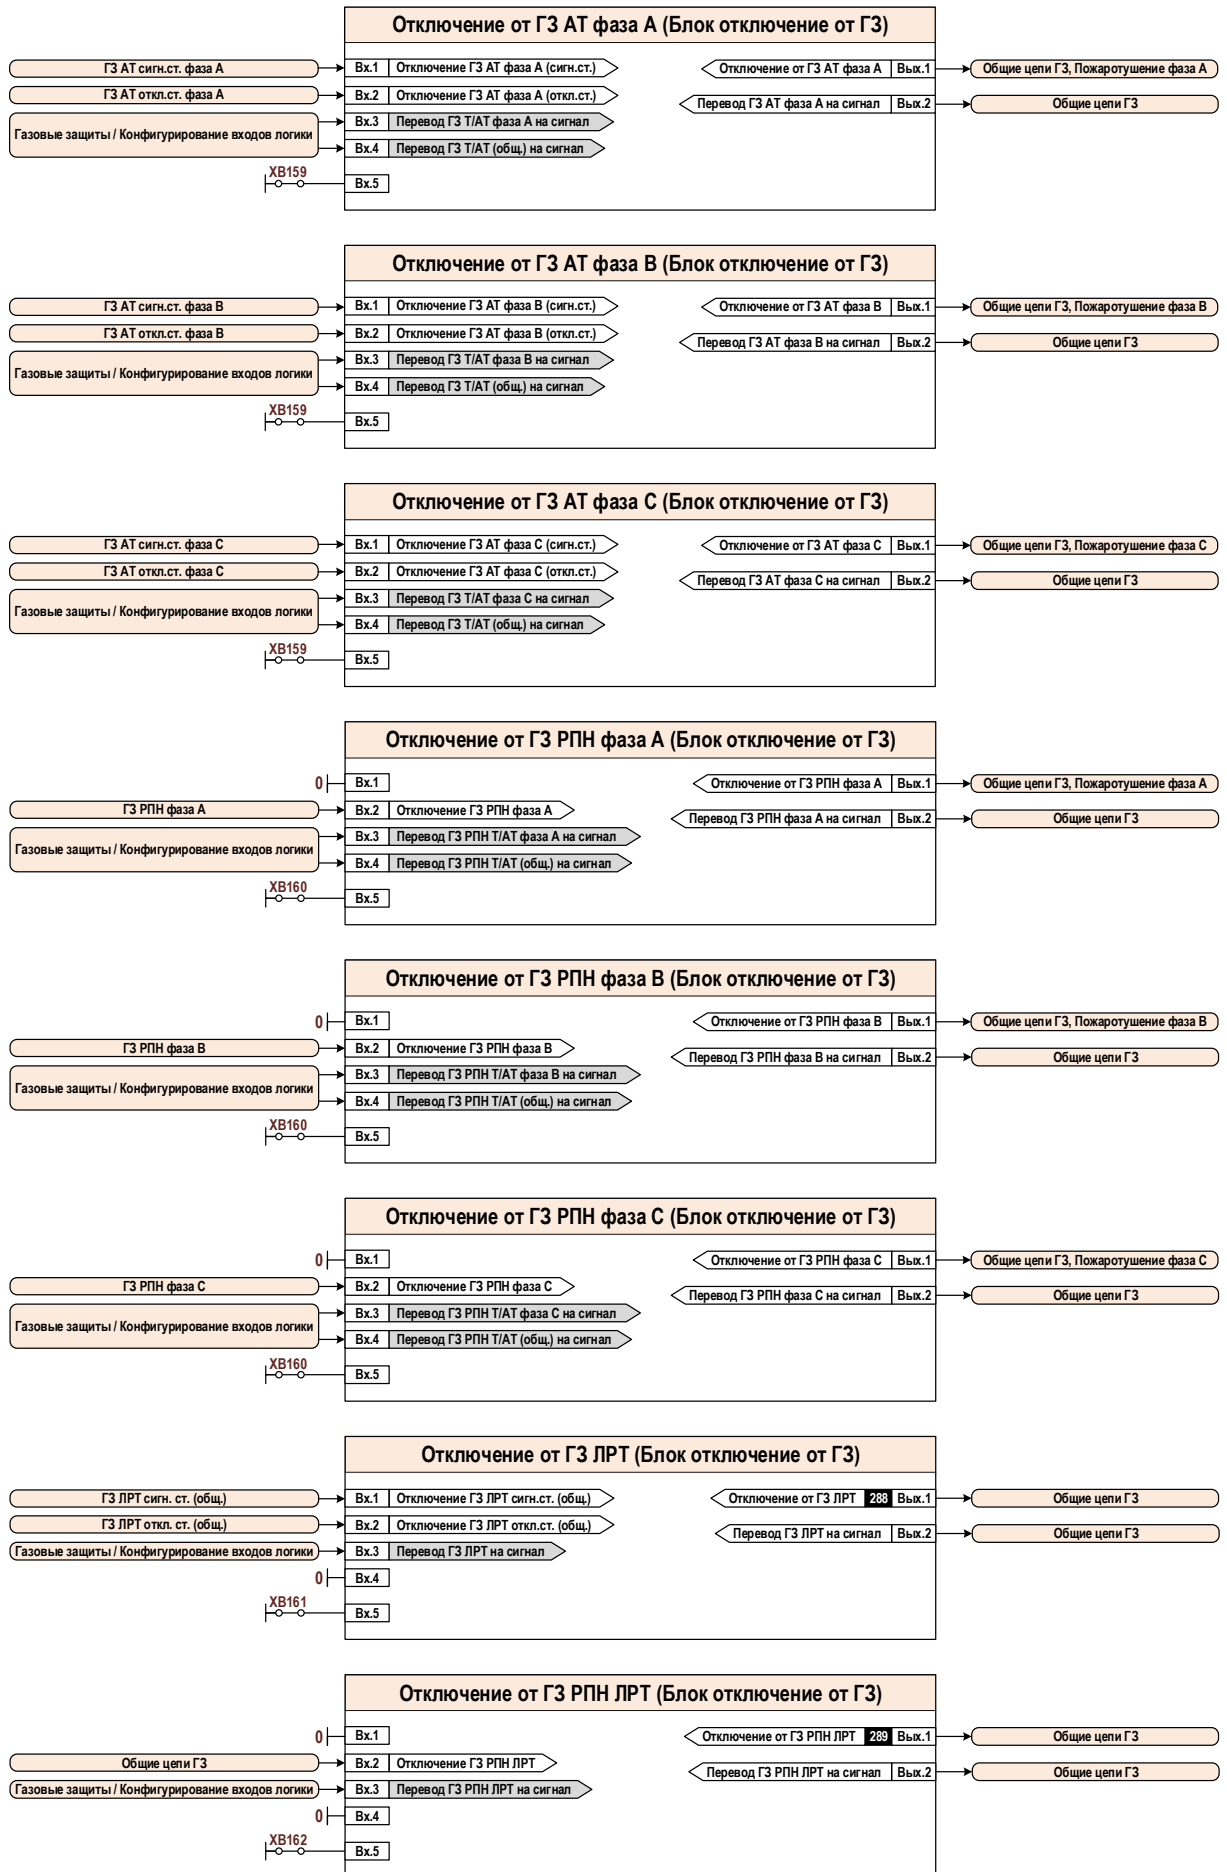 Отключение от ГЗ АТ фаза А (Блок отключение от ГЗ)
ГЗ АТ сигн.ст. фаза А Вх.1 Отключение ГЗ АТ фаза А (сигн.ст.) Отключение от ГЗ АТ фаза А Вых.1 Общие цепи ГЗ, Пожаротушение фаза А
ГЗ АТ откл.ст. фаза А Вх.2 Отключение ГЗ АТ фаза А (откл.ст.) Перевод ГЗ АТ фаза А на сигнал Вых.2 Общие цепи ГЗ
Газовые защиты / Конфигурирование входов логики Вх.3 Перевод ГЗ Т/АТ фаза А на сигнал
Вх.4 Перевод ГЗ Т/АТ (общ.) на сигнал
XB159 Вх.5
Отключение от ГЗ АТ фаза В (Блок отключение от ГЗ)
ГЗ АТ сигн.ст. фаза В Вх.1 Отключение ГЗ АТ фаза В (сигн.ст.) Отключение от ГЗ АТ фаза В Вых.1 Общие цепи ГЗ, Пожаротушение фаза В
ГЗ АТ откл.ст. фаза В Вх.2 Отключение ГЗ АТ фаза В (откл.ст.) Перевод ГЗ АТ фаза В на сигнал Вых.2 Общие цепи ГЗ
Газовые защиты / Конфигурирование входов логики Вх.3 Перевод ГЗ Т/АТ фаза В на сигнал
Вх.4 Перевод ГЗ Т/АТ (общ.) на сигнал
XB159 Вх.5
Отключение от ГЗ АТ фаза С (Блок отключение от ГЗ)
ГЗ АТ сигн.ст. фаза С Вх.1 Отключение ГЗ АТ фаза С (сигн.ст.) Отключение от ГЗ АТ фаза С Вых.1 Общие цепи ГЗ, Пожаротушение фаза С
ГЗ АТ откл.ст. фаза С Вх.2 Отключение ГЗ АТ фаза С (откл.ст.) Перевод ГЗ АТ фаза С на сигнал Вых.2 Общие цепи ГЗ
Газовые защиты / Конфигурирование входов логики Вх.3 Перевод ГЗ Т/АТ фаза С на сигнал
Вх.4 Перевод ГЗ Т/АТ (общ.) на сигнал
XB159 Вх.5
Отключение от ГЗ РПН фаза А (Блок отключение от ГЗ)
0 Вх.1 Отключение от ГЗ РПН фаза А Вых.1 Общие цепи ГЗ, Пожаротушение фаза А
ГЗ РПН фаза А Вх.2 Отключение ГЗ РПН фаза А Перевод ГЗ РПН фаза А на сигнал Вых.2 Общие цепи ГЗ
Газовые защиты / Конфигурирование входов логики Вх.3 Перевод ГЗ РПН Т/АТ фаза А на сигнал
Вх.4 Перевод ГЗ РПН Т/АТ (общ.) на сигнал
XB160 Вх.5
Отключение от ГЗ РПН фаза В (Блок отключение от ГЗ)
0 Вх.1 Отключение от ГЗ РПН фаза В Вых.1 Общие цепи ГЗ, Пожаротушение фаза В
ГЗ РПН фаза В Вх.2 Отключение ГЗ РПН фаза В Перевод ГЗ РПН фаза В на сигнал Вых.2 Общие цепи ГЗ
Газовые защиты / Конфигурирование входов логики Вх.3 Перевод ГЗ РПН Т/АТ фаза В на сигнал
Вх.4 Перевод ГЗ РПН Т/АТ (общ.) на сигнал
XB160 Вх.5
Отключение от ГЗ РПН фаза С (Блок отключение от ГЗ)
0 Вх.1 Отключение от ГЗ РПН фаза С Вых.1 Общие цепи ГЗ, Пожаротушение фаза С
ГЗ РПН фаза С Вх.2 Отключение ГЗ РПН фаза С Перевод ГЗ РПН фаза С на сигнал Вых.2 Общие цепи ГЗ
Газовые защиты / Конфигурирование входов логики Вх.3 Перевод ГЗ РПН Т/АТ фаза С на сигнал
Вх.4 Перевод ГЗ РПН Т/АТ (общ.) на сигнал
XB160 Вх.5
Отключение от ГЗ ЛРТ (Блок отключение от ГЗ)
ГЗ ЛРТ сигн. ст. (общ.) Вх.1 Отключение ГЗ ЛРТ сигн.ст. (общ.) Отключение от ГЗ ЛРТ 288 Вых.1 Общие цепи ГЗ
ГЗ ЛРТ откл. ст. (общ.) Вх.2 Отключение ГЗ ЛРТ откл.ст. (общ.) Перевод ГЗ ЛРТ на сигнал Вых.2 Общие цепи ГЗ
Газовые защиты / Конфигурирование входов логики Вх.3 Перевод ГЗ ЛРТ на сигнал
0 Вх.4
XB161 Вх.5
Отключение от ГЗ РПН ЛРТ (Блок отключение от ГЗ)
0 Вх.1 Отключение от ГЗ РПН ЛРТ 289 Вых.1 Общие цепи ГЗ
Общие цепи ГЗ Вх.2 Отключение ГЗ РПН ЛРТ Перевод ГЗ РПН ЛРТ на сигнал Вых.2 Общие цепи ГЗ
Газовые защиты / Конфигурирование входов логики Вх.3 Перевод ГЗ РПН ЛРТ на сигнал
0 Вх.4
XB162 Вх.5